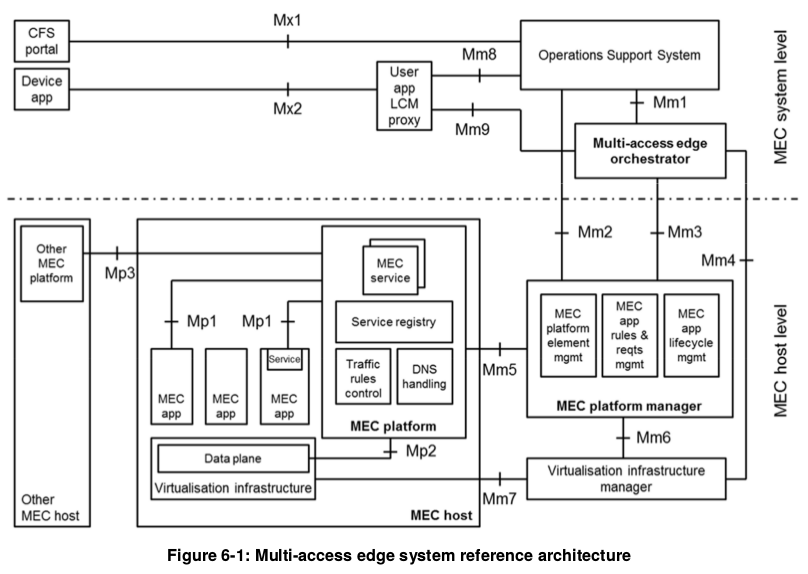 Mx1
CFS
portal
Operations Support System
Mm8
Device
app
User
app
LCM
proxy
Mx2
Mm9
Mm1
Multi-access edge
orchestrator
MEC system level
Other
MEC
platform
Mp3
MEC
service
Mm2
Mm3
Mm4
Mp1
Mp1
Service registry
MEC
platform
element
mgmt
MEC
app
rules &
reqts
mgmt
MEC
app
lifecycle
mgmt
MEC host level
Service
MEC
app
MEC
app
MEC
app
Traffic
rules
control
DNS
handling
Mm5
MEC platform manager
MEC platform
Mp2
Mm6
Data plane
Virtualisation infrastructure
Mm7
Virtualisation infrastructure
manager
Other
MEC host
MEC host
Figure 6-1: Multi-access edge system reference architecture